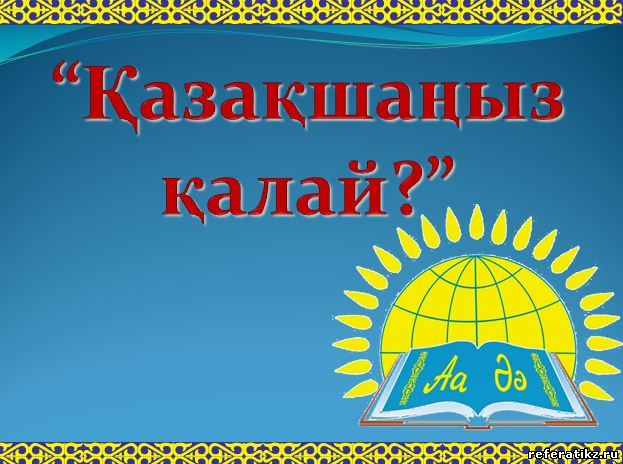 “Қазақшаңыз
қалай?”
Аа Әә
referatikz.ru